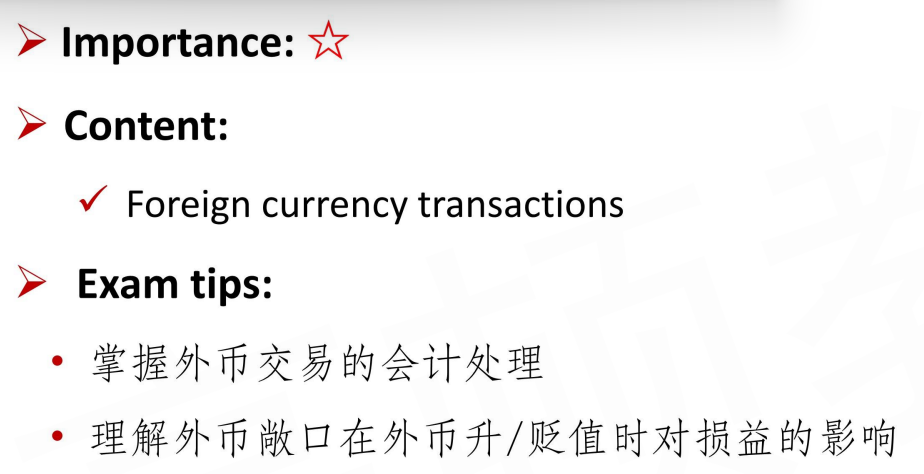 Importance: ☆
Content:
Foreign currency transactions
Exam tips:
掌握外币交易的会计处理
理解外币敞口在外币升/贬值时对损益的影响